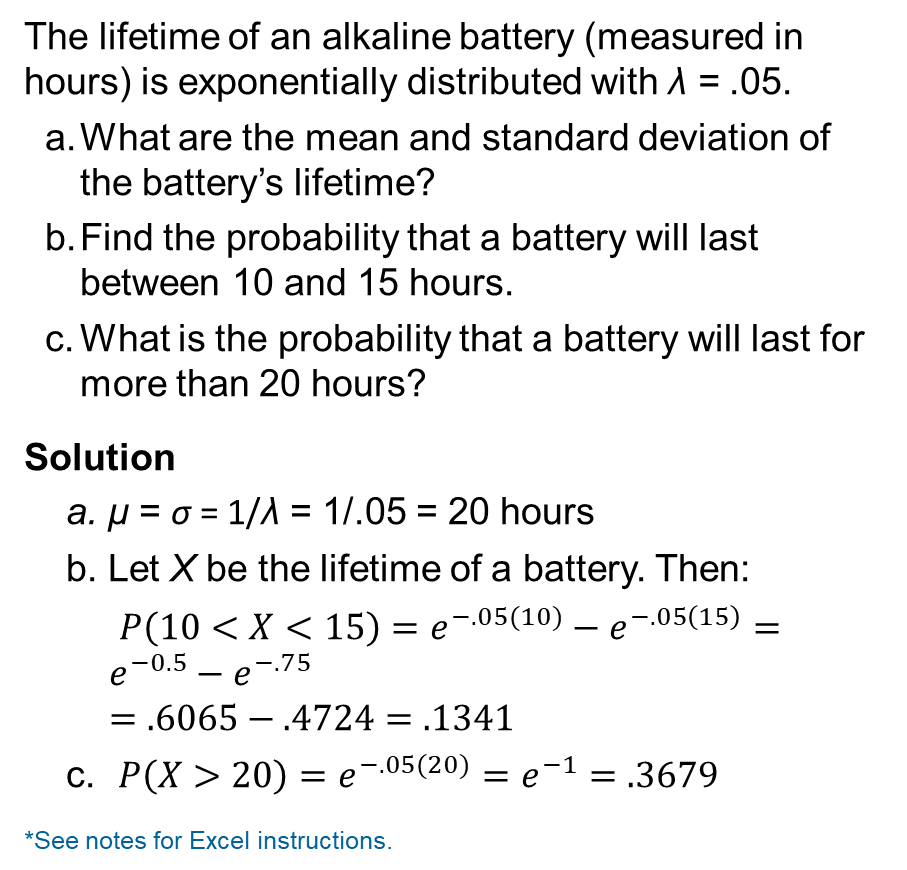 The lifetime of an alkaline battery (measured in
hours) is exponentially distributed with λ = .05.
a. What are the mean and standard deviation of
the battery’s lifetime?
b. Find the probability that a battery will last
between 10 and 15 hours.
c. What is the probability that a battery will last for
more than 20 hours?
Solution
a. μ = σ = 1/λ = 1/.05 = 20 hours
b. Let X be the lifetime of a battery. Then:
P(10 < X < 15) = e^−.05(10) − e^−.05(15) =
e^−0.5 − e^−.75
= .6065 − .4724 = .1341
c. P(X > 20) = e^−.05(20) = e^−1 = .3679
*See notes for Excel instructions.